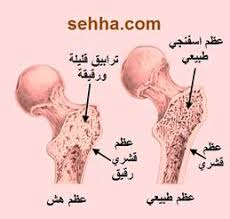 sehha.com
عظم اسفنجي
طبيعي
ترابيق قليلة
ورقيقة
عظم
قشري
رقيق
عظم
قشري
عظم هش
عظم طبيعي